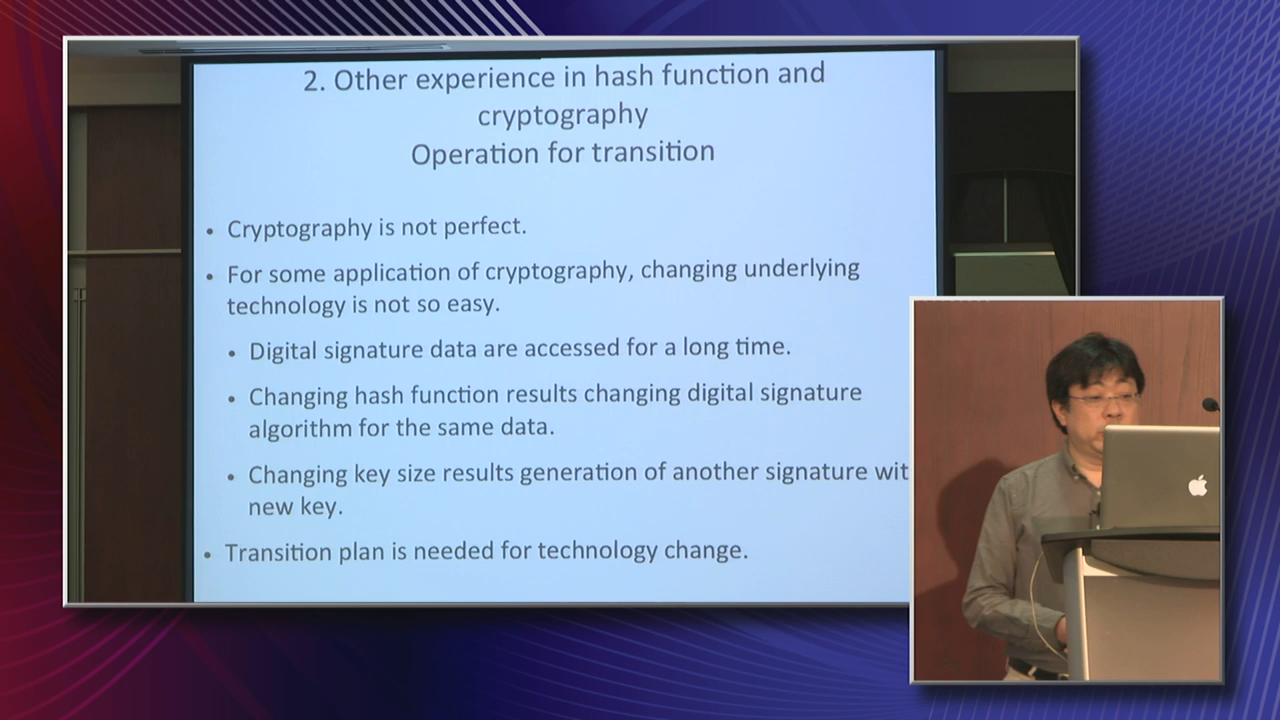 2. Other experience in hash function and
cryptography
Operation for transition
• Cryptography is not perfect.
• For some application of cryptography, changing underlying
technology is not so easy.
• Digital signature data are accessed for a long time.
• Changing hash function results changing digital signature
algorithm for the same data.
• Changing key size results generation of another signature wit
new key.
• Transition plan is needed for technology change.